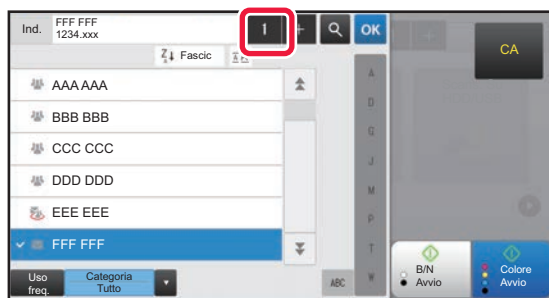 Ind.
FFF FFF
1234.xxx
1
+
OK
CA
Z
A
Fascic
AAA AAA
BBB BBB
CCC CCC
DDD DDD
EEE EEE
FFF FFF
A
D
G
J
M
P
T
W
Uso
freq.
Categoria
Tutto
ABC
B/N
Avvio
Colore
Avvio